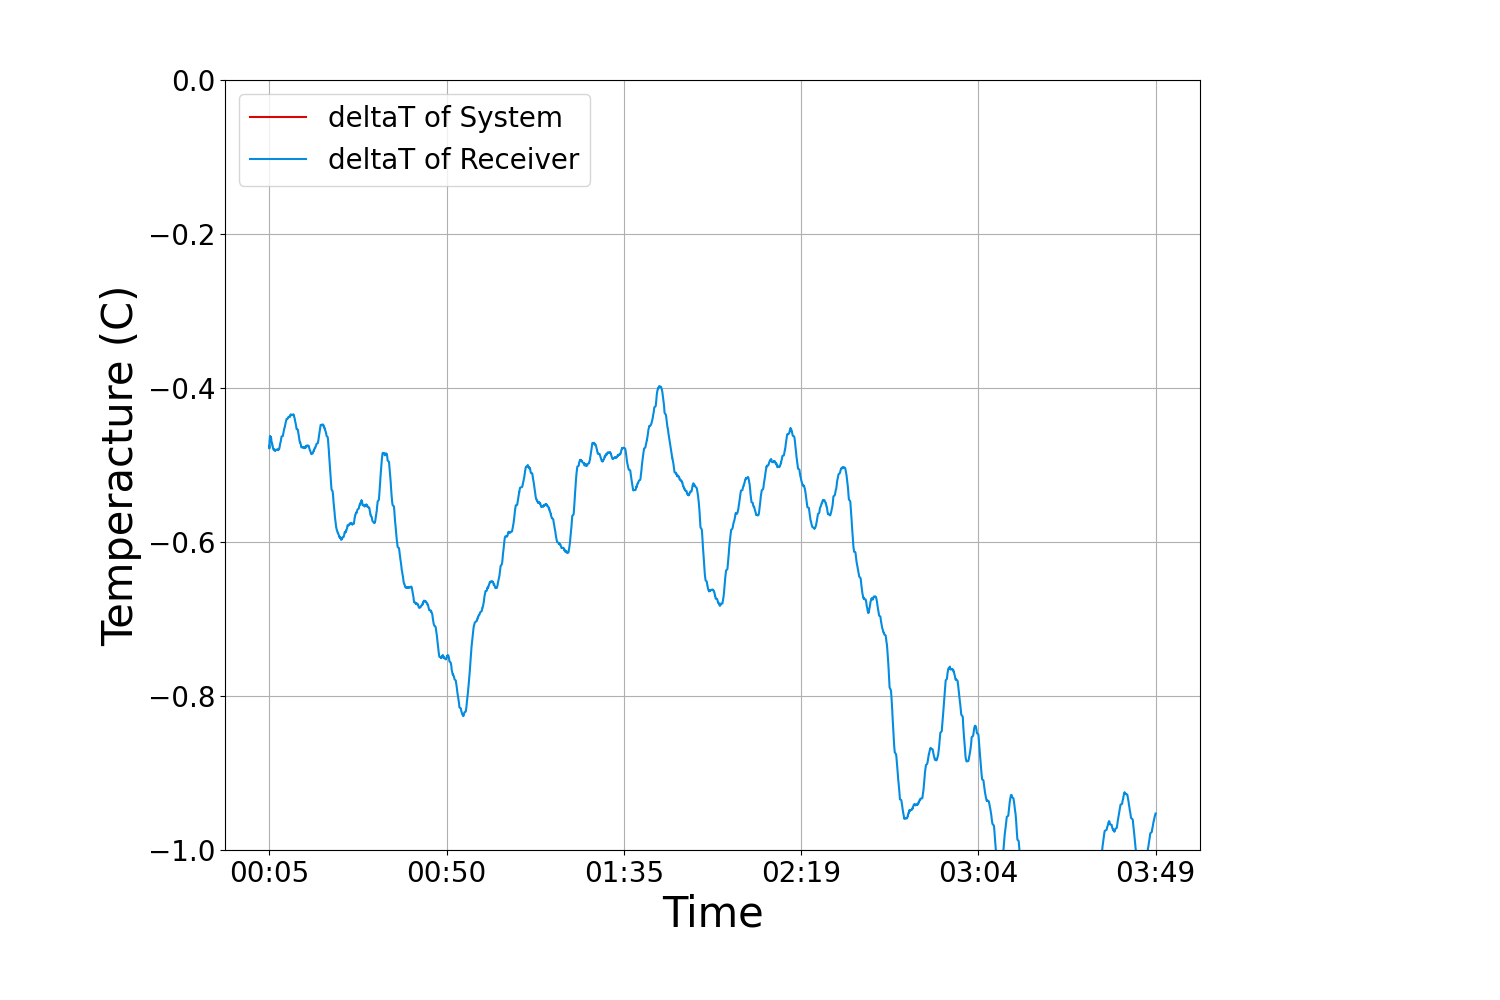 0.0
deltaT of System
deltaT of Receiver
−0.2
−0.4
−0.6
−0.8
−1.0
Temperacture (C)
00:05 00:50 01:35 02:19 03:04 03:49
Time